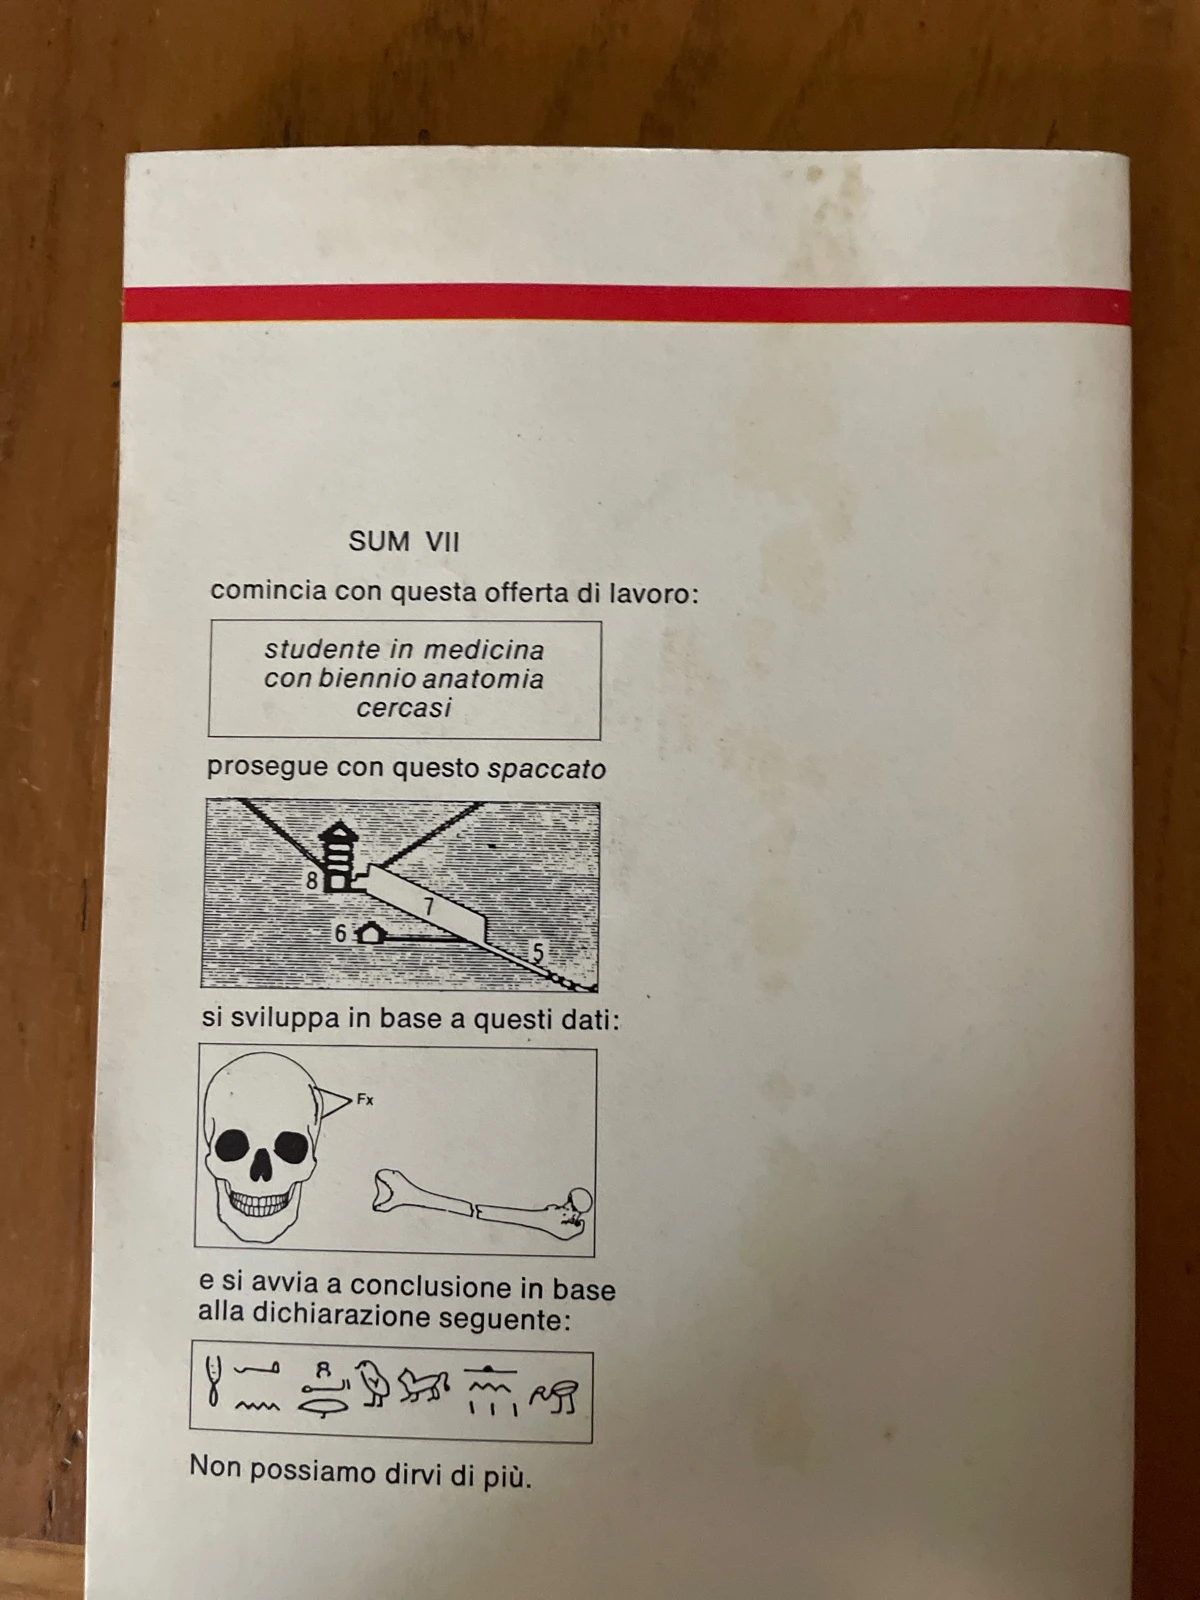 SUM VII
comincia con questa offerta di lavoro:
studente in medicina
con biennio anatomia
cercasi
prosegue con questo spaccato
8
7
6
5
si sviluppa in base a questi dati:
Fx
e si avvia a conclusione in base
alla dichiarazione seguente:
Non possiamo dirvi di più.